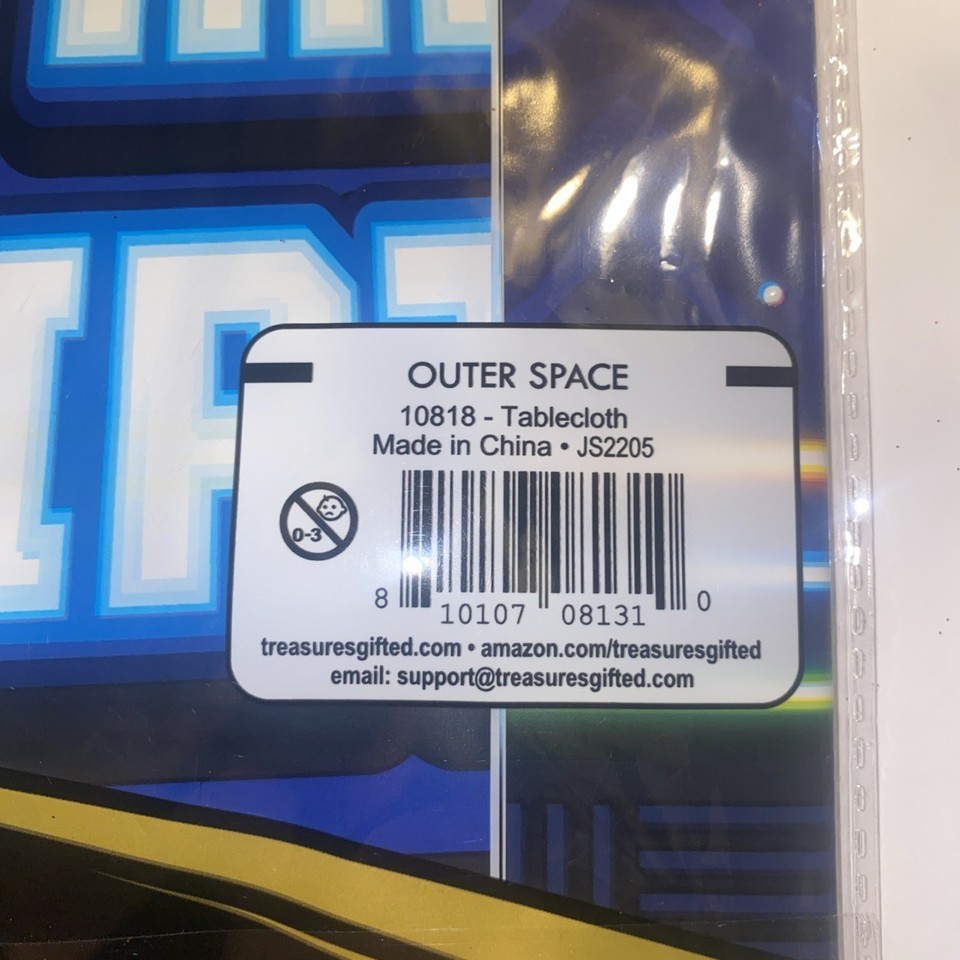 OUTER SPACE
10818 - Tablecloth
Made in China • JS2205
0-3
8 10107 08131 0
treasuresgifted.com • amazon.com/treasuresgifted
email: support@treasuresgifted.com